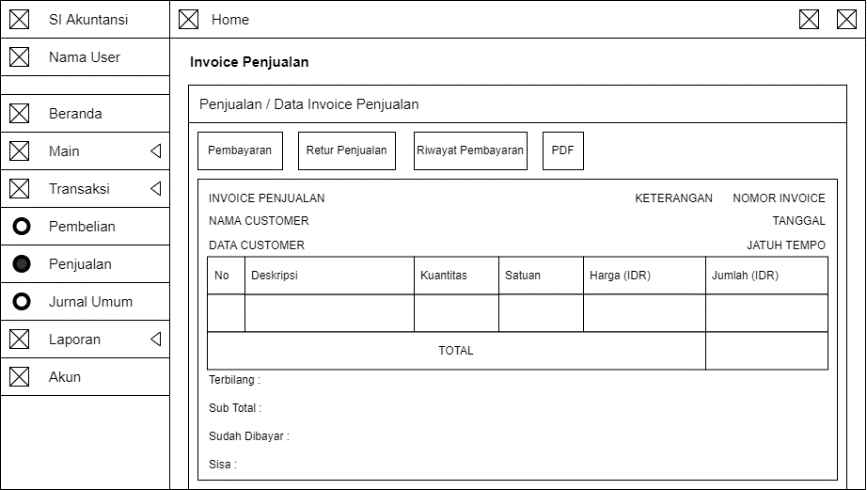 SI Akuntansi
Home
Nama User
Beranda
Main
Transaksi
Pembelian
Penjualan
Jurnal Umum
Laporan
Akun
Invoice Penjualan
Penjualan / Data Invoice Penjualan
Pembayaran Retur Penjualan Riwayat Pembayaran PDF
INVOICE PENJUALAN KETERANGAN NOMOR INVOICE
NAMA CUSTOMER TANGGAL
DATA CUSTOMER JATUH TEMPO
No Deskripsi Kuantitas Satuan Harga (IDR) Jumlah (IDR)
TOTAL
Terbilang :
Sub Total :
Sudah Dibayar :
Sisa :